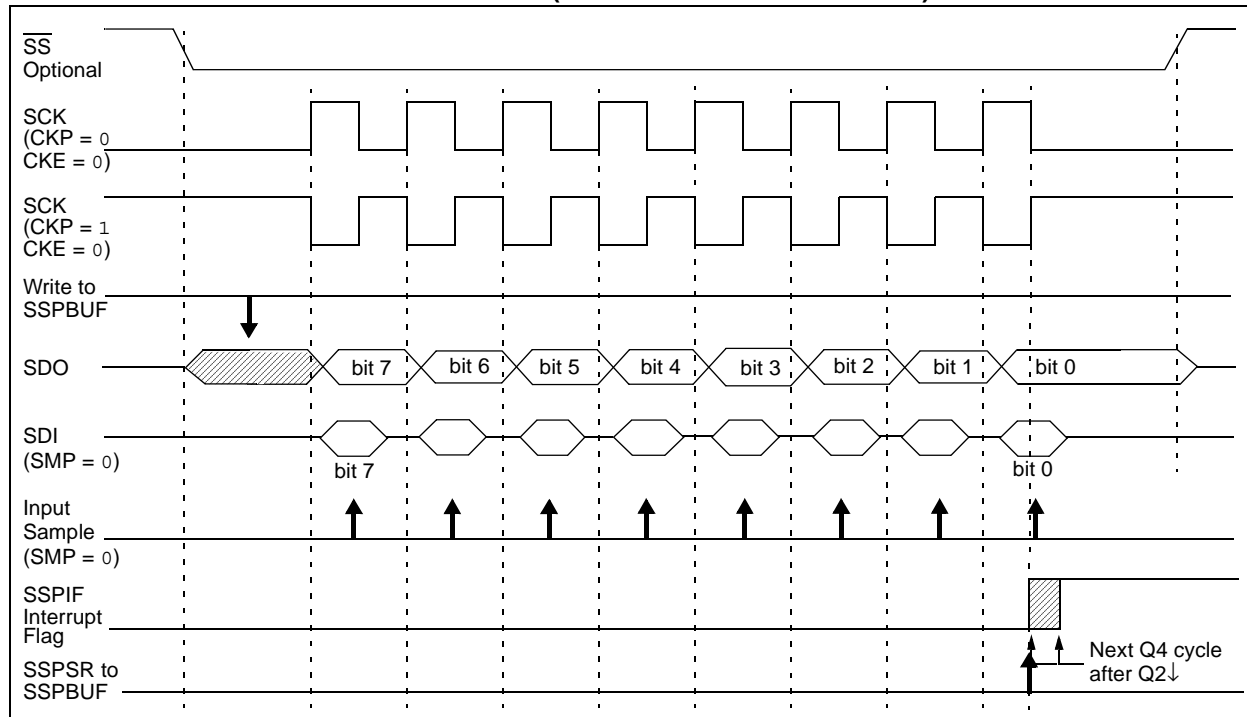 SS
Optional
SCK
(CKP = 0
CKE = 0)
SCK
(CKP = 1
CKE = 0)
Write to
SSPBUF
SDO
bit 7 bit 6 bit 5 bit 4 bit 3 bit 2 bit 1 bit 0
SDI
(SMP = 0)
bit 7 bit 0
Input
Sample
(SMP = 0)
SSPIF
Interrupt
Flag
Next Q4 cycle
after Q2↓
SSPSR to
SSPBUF